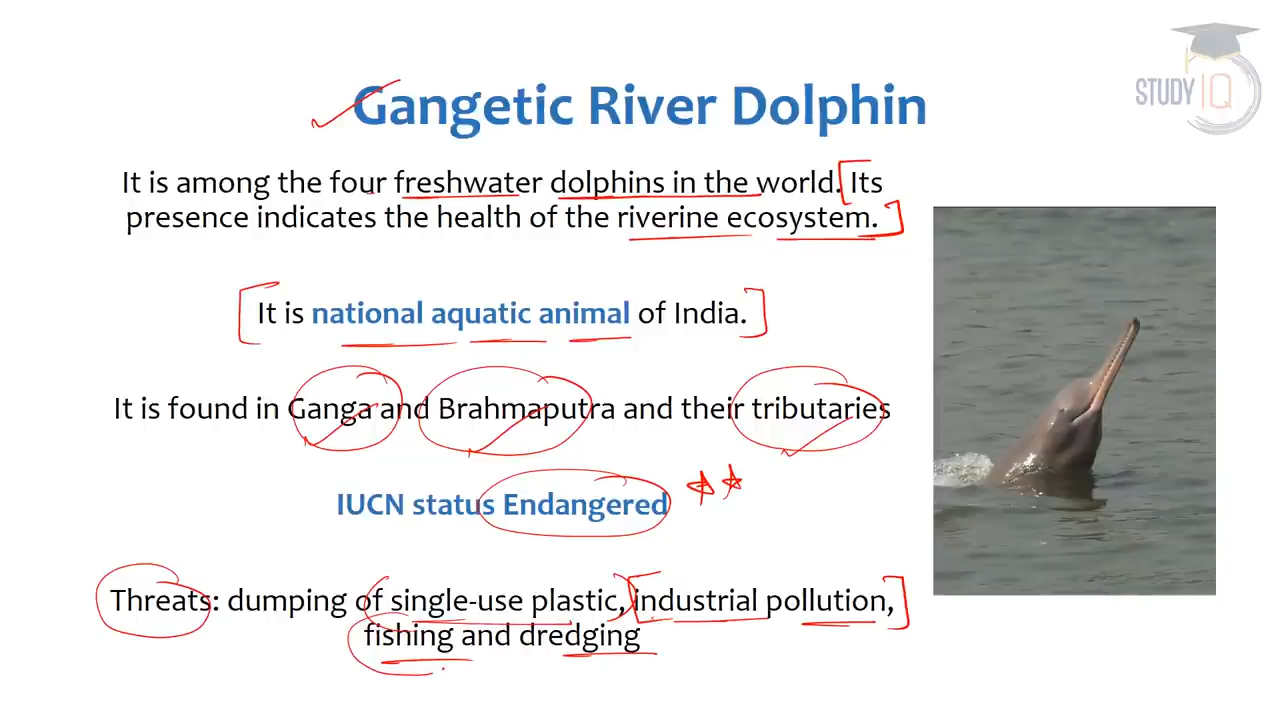 STUDY IQ
Gangetic River Dolphin
It is among the four freshwater dolphins in the world. Its
presence indicates the health of the riverine ecosystem.
It is national aquatic animal of India.
It is found in Ganga and Brahmaputra and their tributaries
IUCN status Endangered
Threats: dumping of single-use plastic, industrial pollution,
fishing and dredging